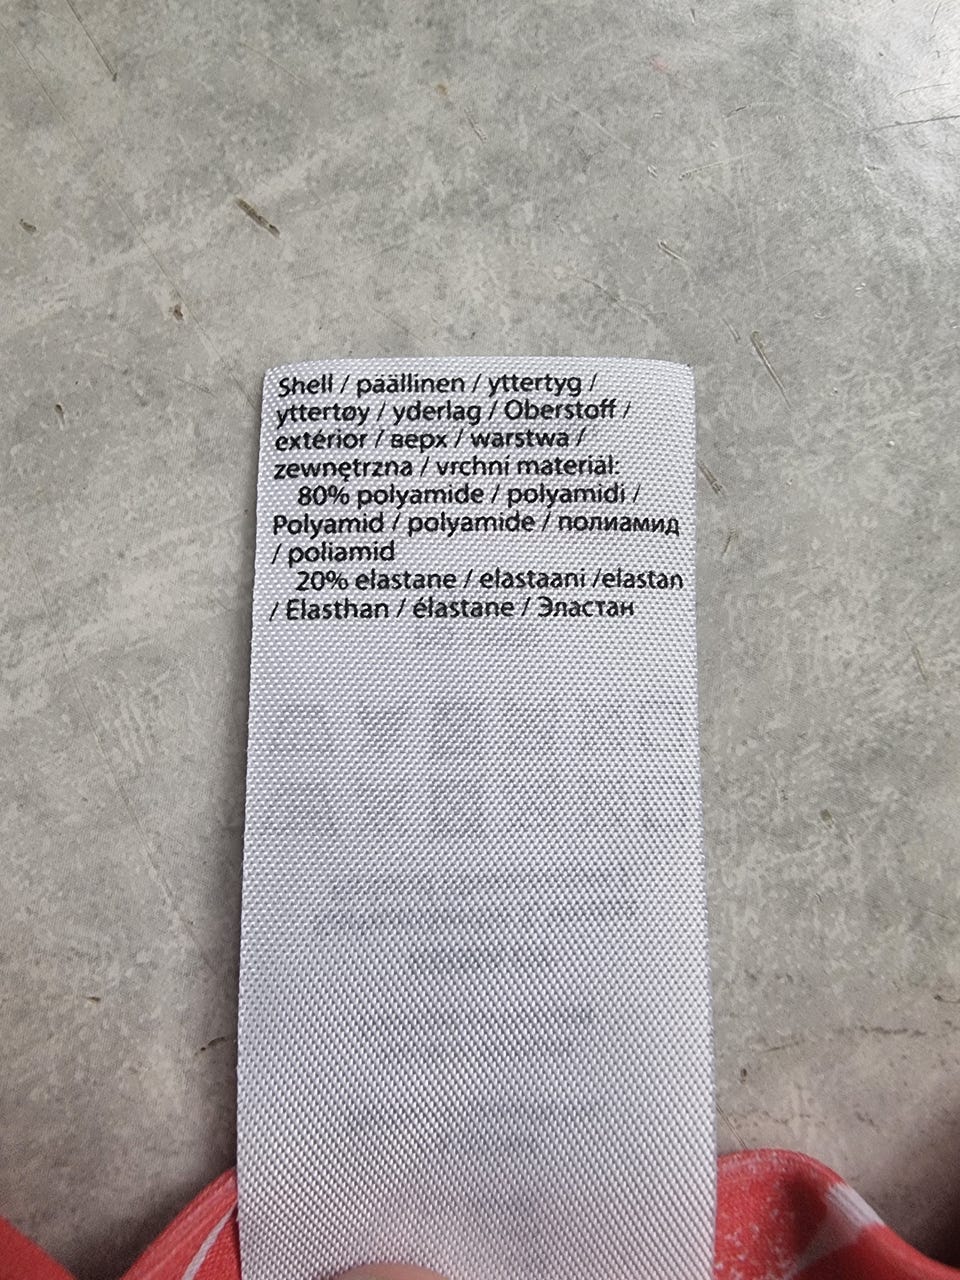 Shell / päällinen / yttertyg /
yttertøy / yderlag / Oberstoff /
extérior / верх / warstwa /
zewnętrzna / vrchní materiál:
80% polyamide / polyamidi /
Polyamid / polyamide / полиамид
/ poliamid
20% elastane / elastaani /elastan
/ Elasthan / élastane / Эластан